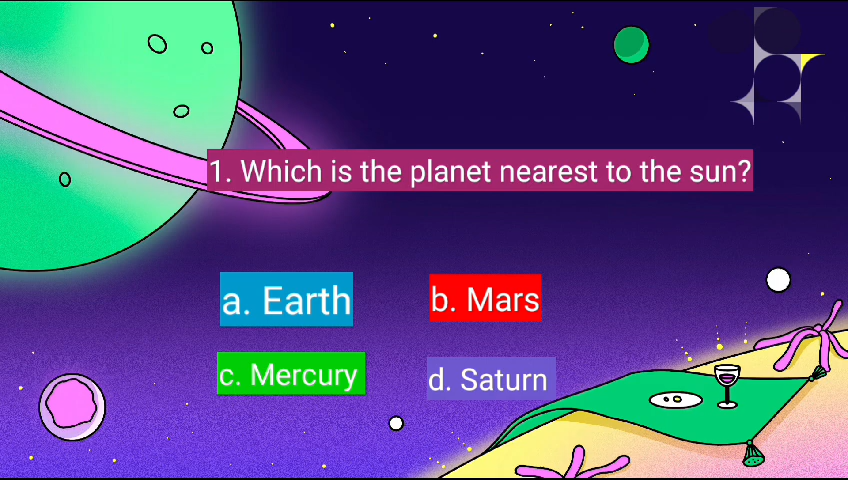 1. Which is the planet nearest to the sun?
a. Earth
b. Mars
c. Mercury
d. Saturn